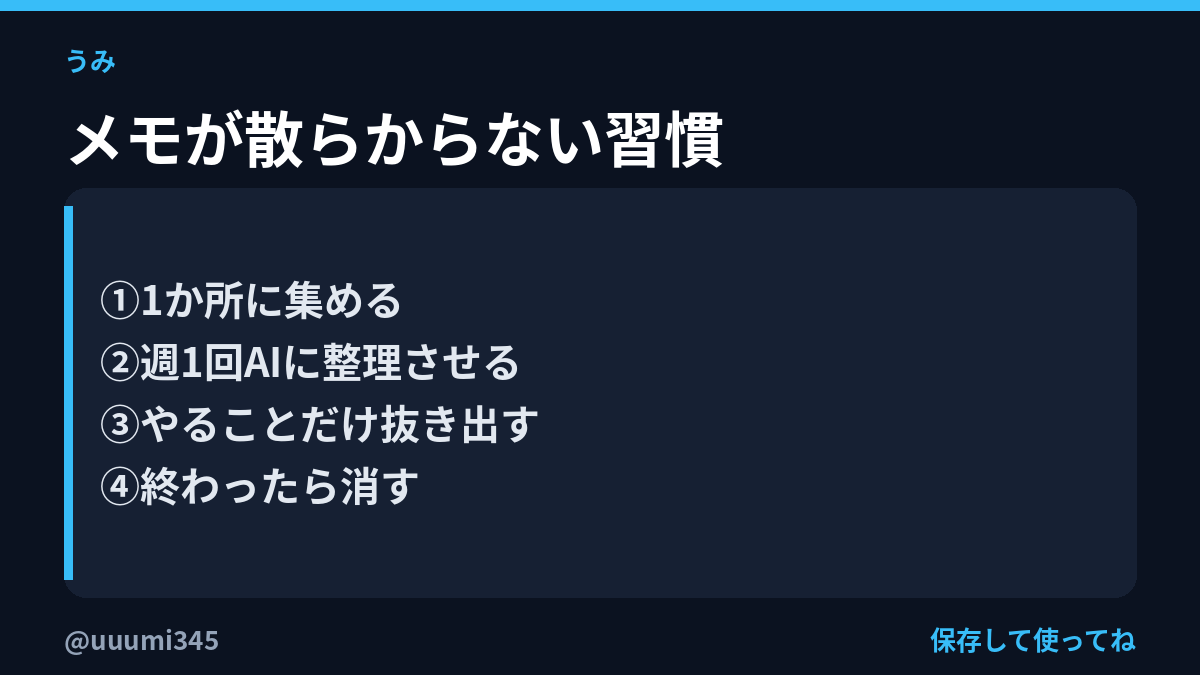 うみ
メモが散らからない習慣
①1か所に集める
②週1回AIに整理させる
③やることだけ抜き出す
④終わったら消す
@uuumi345
保存して使ってね